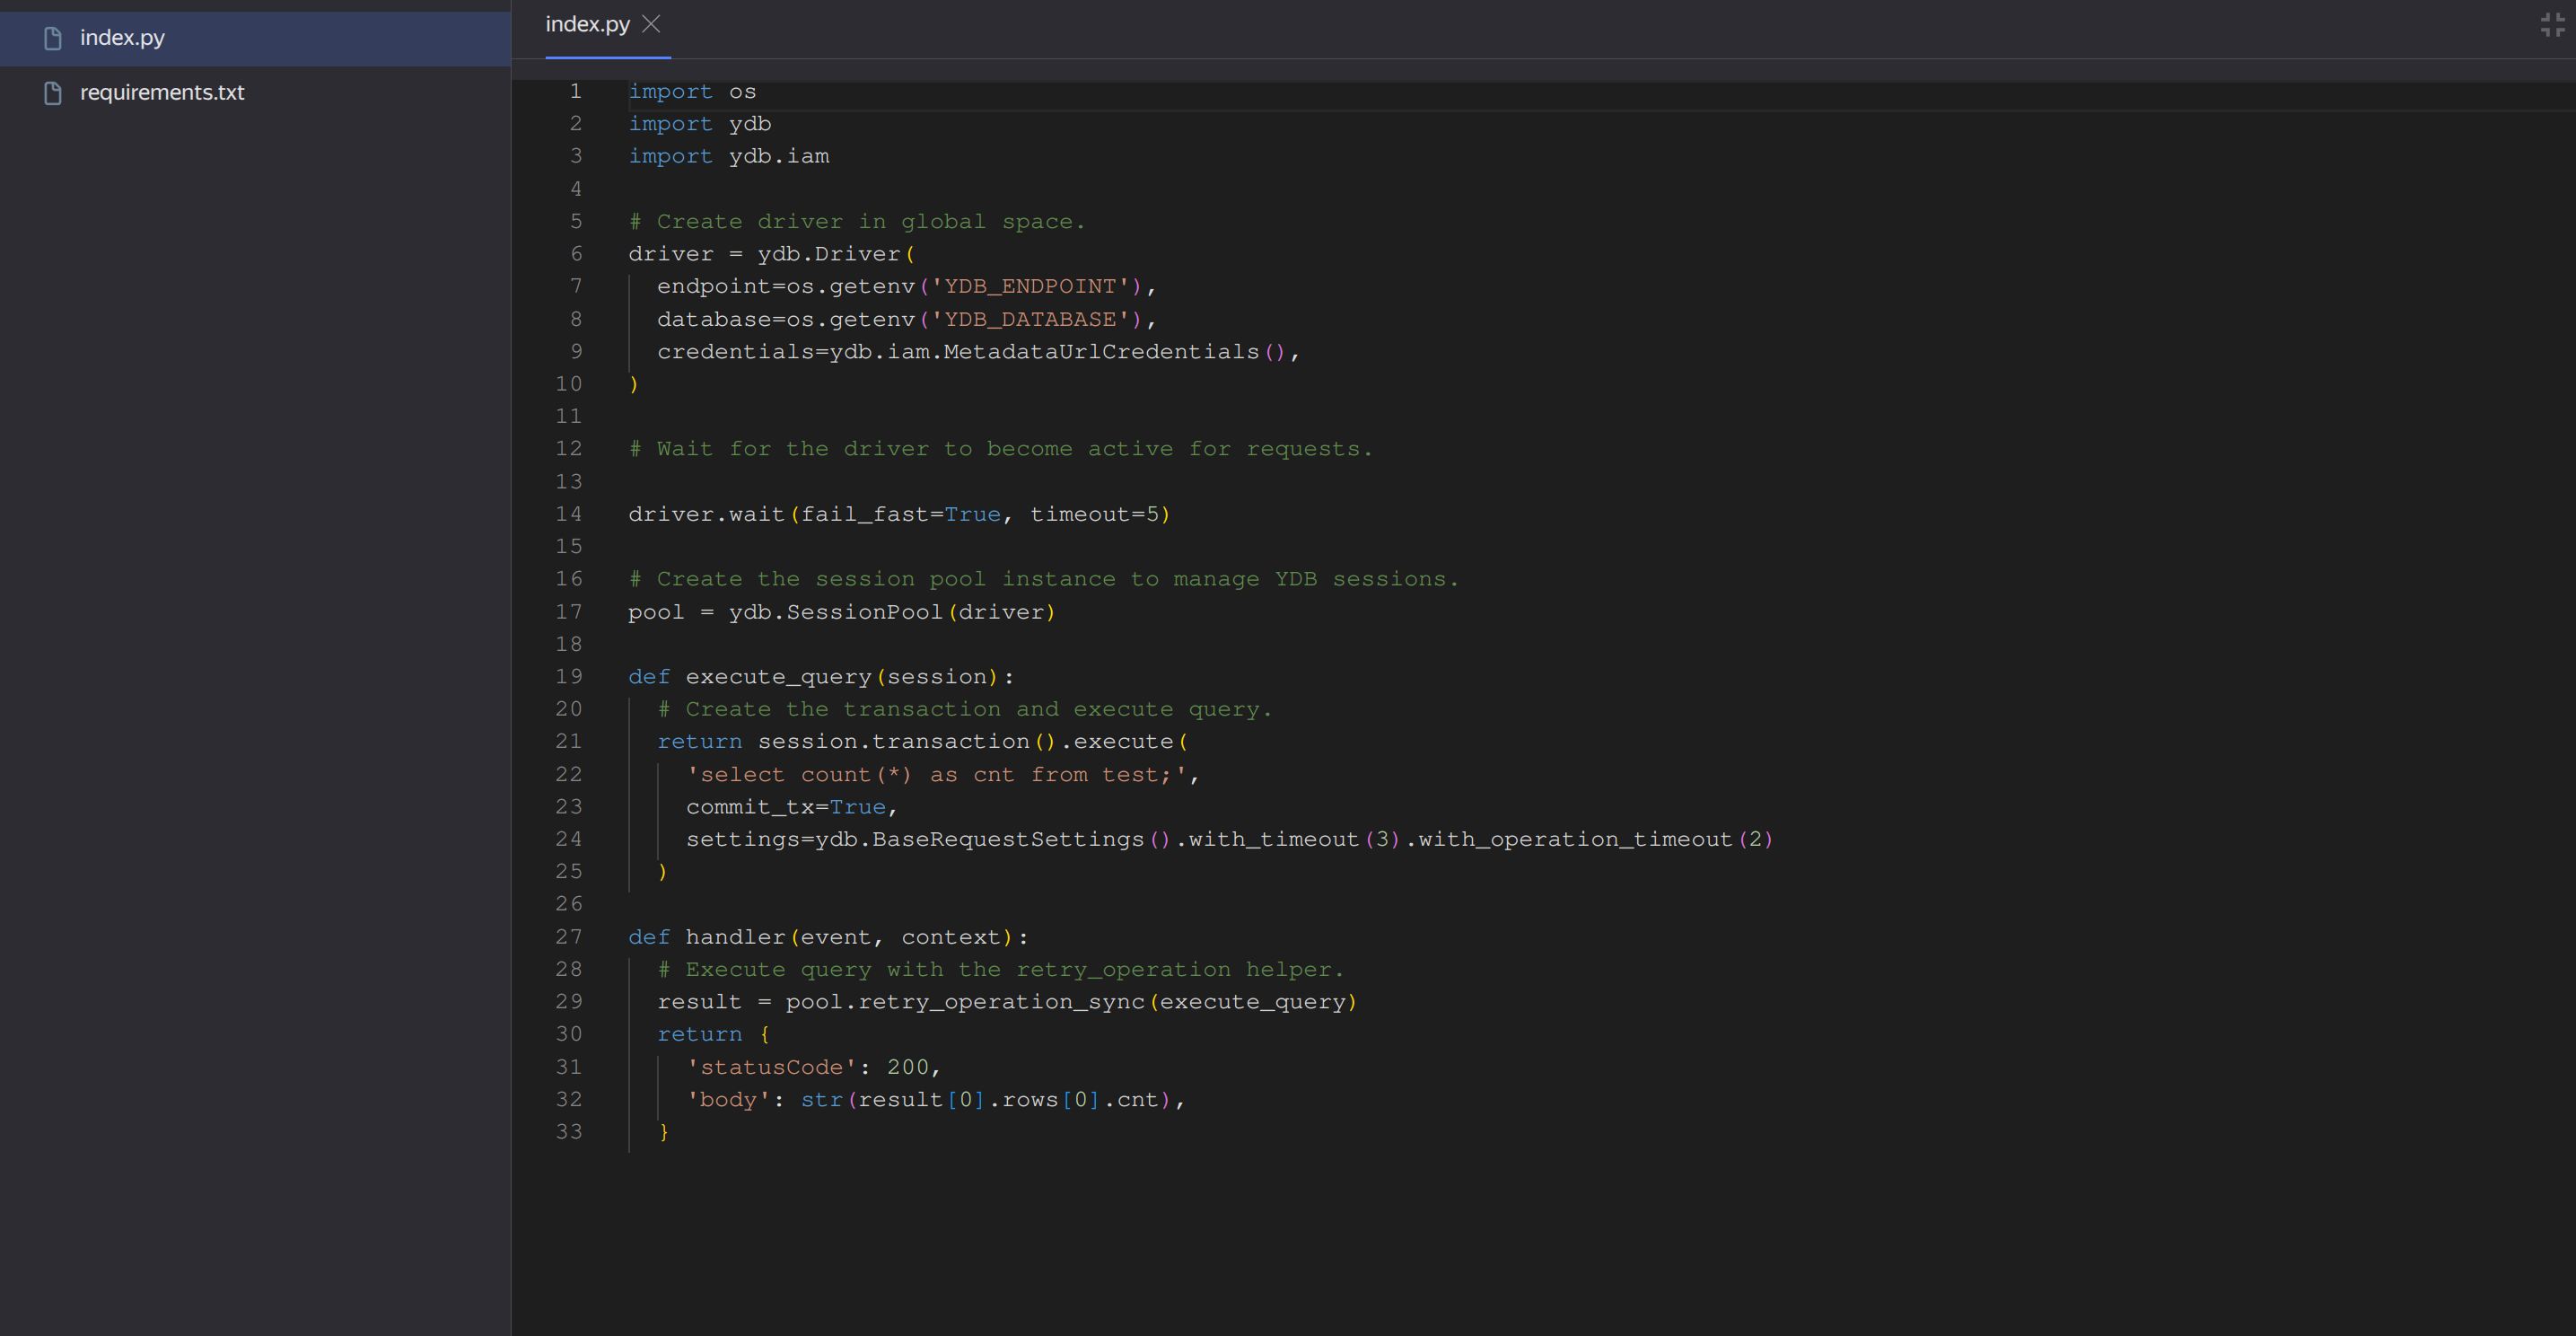 index.py
requirements.txt
index.py
1 import os
2 import ydb
3 import ydb.iam
4
5 # Create driver in global space.
6 driver = ydb.Driver(
7   endpoint=os.getenv('YDB_ENDPOINT'),
8   database=os.getenv('YDB_DATABASE'),
9   credentials=ydb.iam.MetadataUrlCredentials(),
10 )
11
12 # Wait for the driver to become active for requests.
13
14 driver.wait(fail_fast=True, timeout=5)
15
16 # Create the session pool instance to manage YDB sessions.
17 pool = ydb.SessionPool(driver)
18
19 def execute_query(session):
20   # Create the transaction and execute query.
21   return session.transaction().execute(
22     'select count(*) as cnt from test;',
23     commit_tx=True,
24     settings=ydb.BaseRequestSettings().with_timeout(3).with_operation_timeout(2)
25   )
26
27 def handler(event, context):
28   # Execute query with the retry_operation helper.
29   result = pool.retry_operation_sync(execute_query)
30   return {
31     'statusCode': 200,
32     'body': str(result[0].rows[0].cnt),
33   }